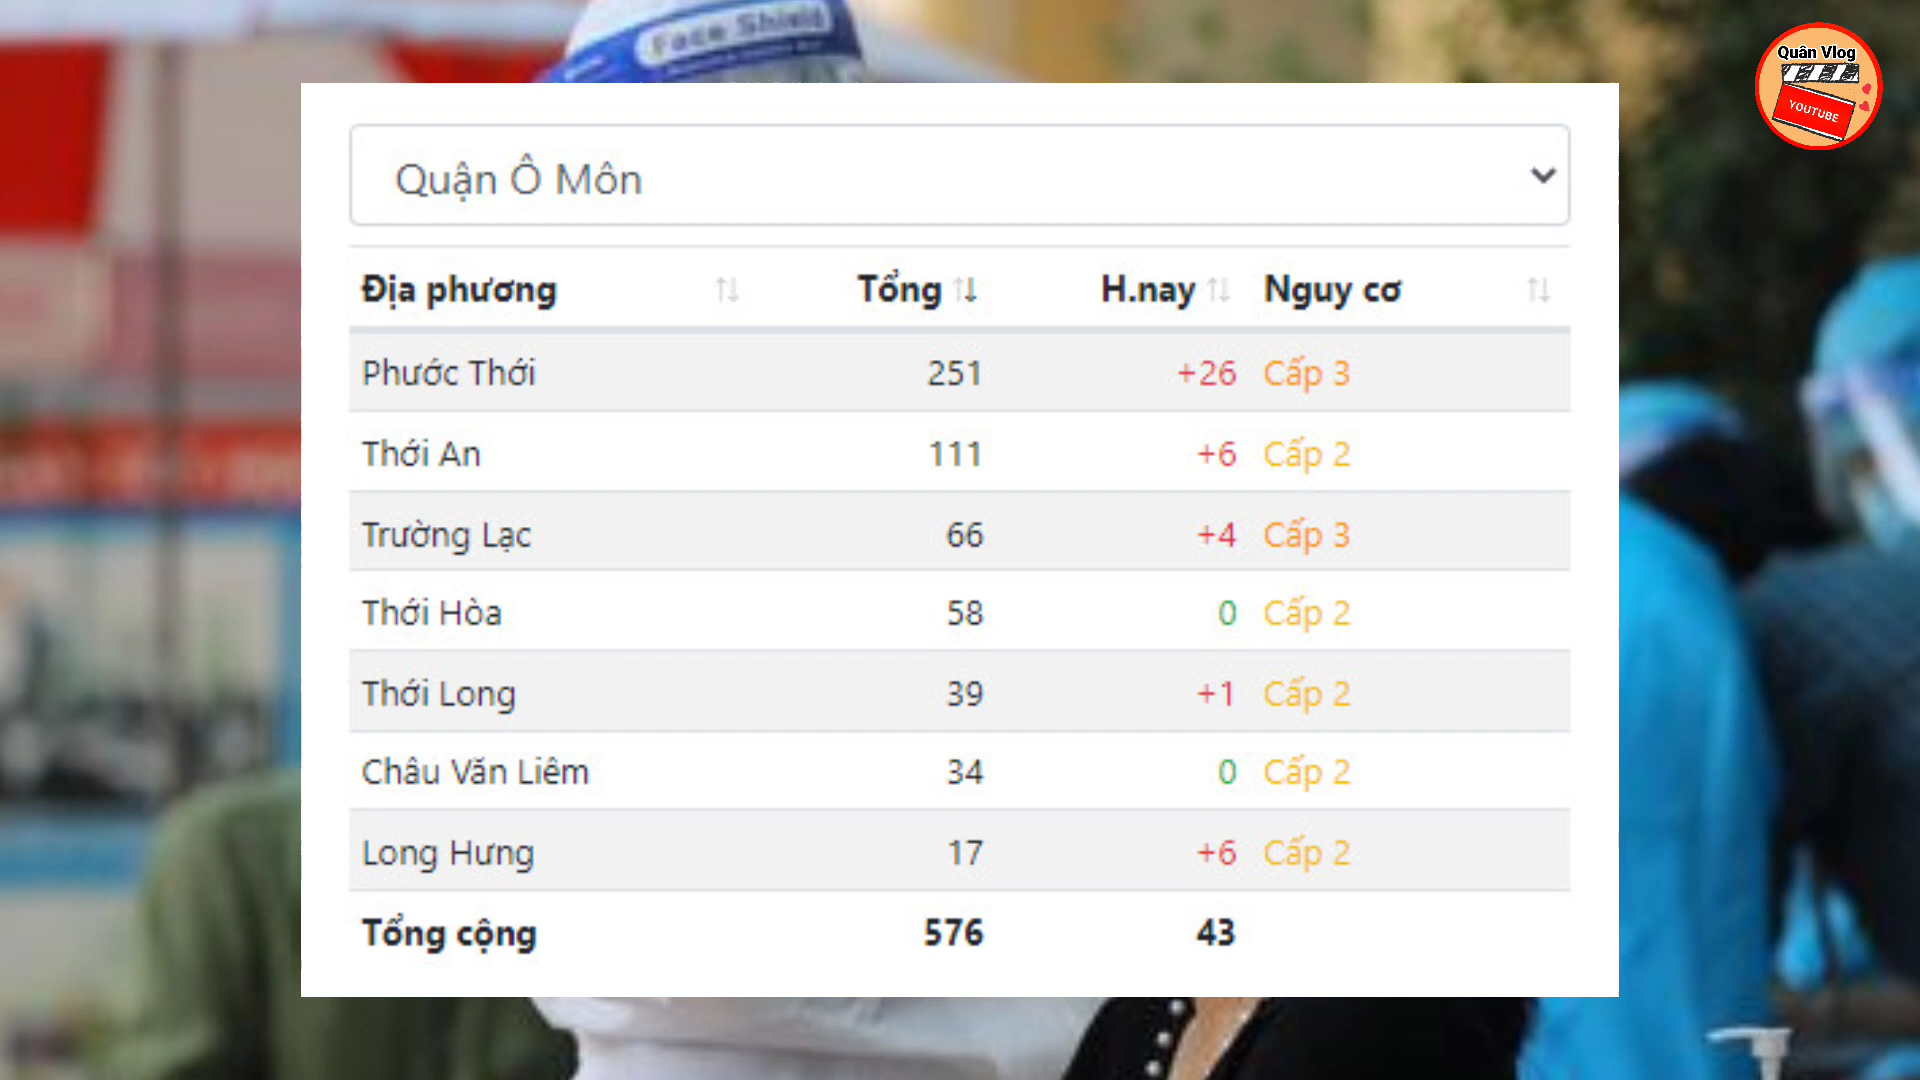 Face Shield
Quân Vlog
YOUTUBE
Quận Ô Môn
Địa phương Tổng H.nay Nguy cơ
Phước Thới 251 +26 Cấp 3
Thới An 111 +6 Cấp 2
Trường Lạc 66 +4 Cấp 3
Thới Hòa 58 0 Cấp 2
Thới Long 39 +1 Cấp 2
Châu Văn Liêm 34 0 Cấp 2
Long Hưng 17 +6 Cấp 2
Tổng cộng 576 43